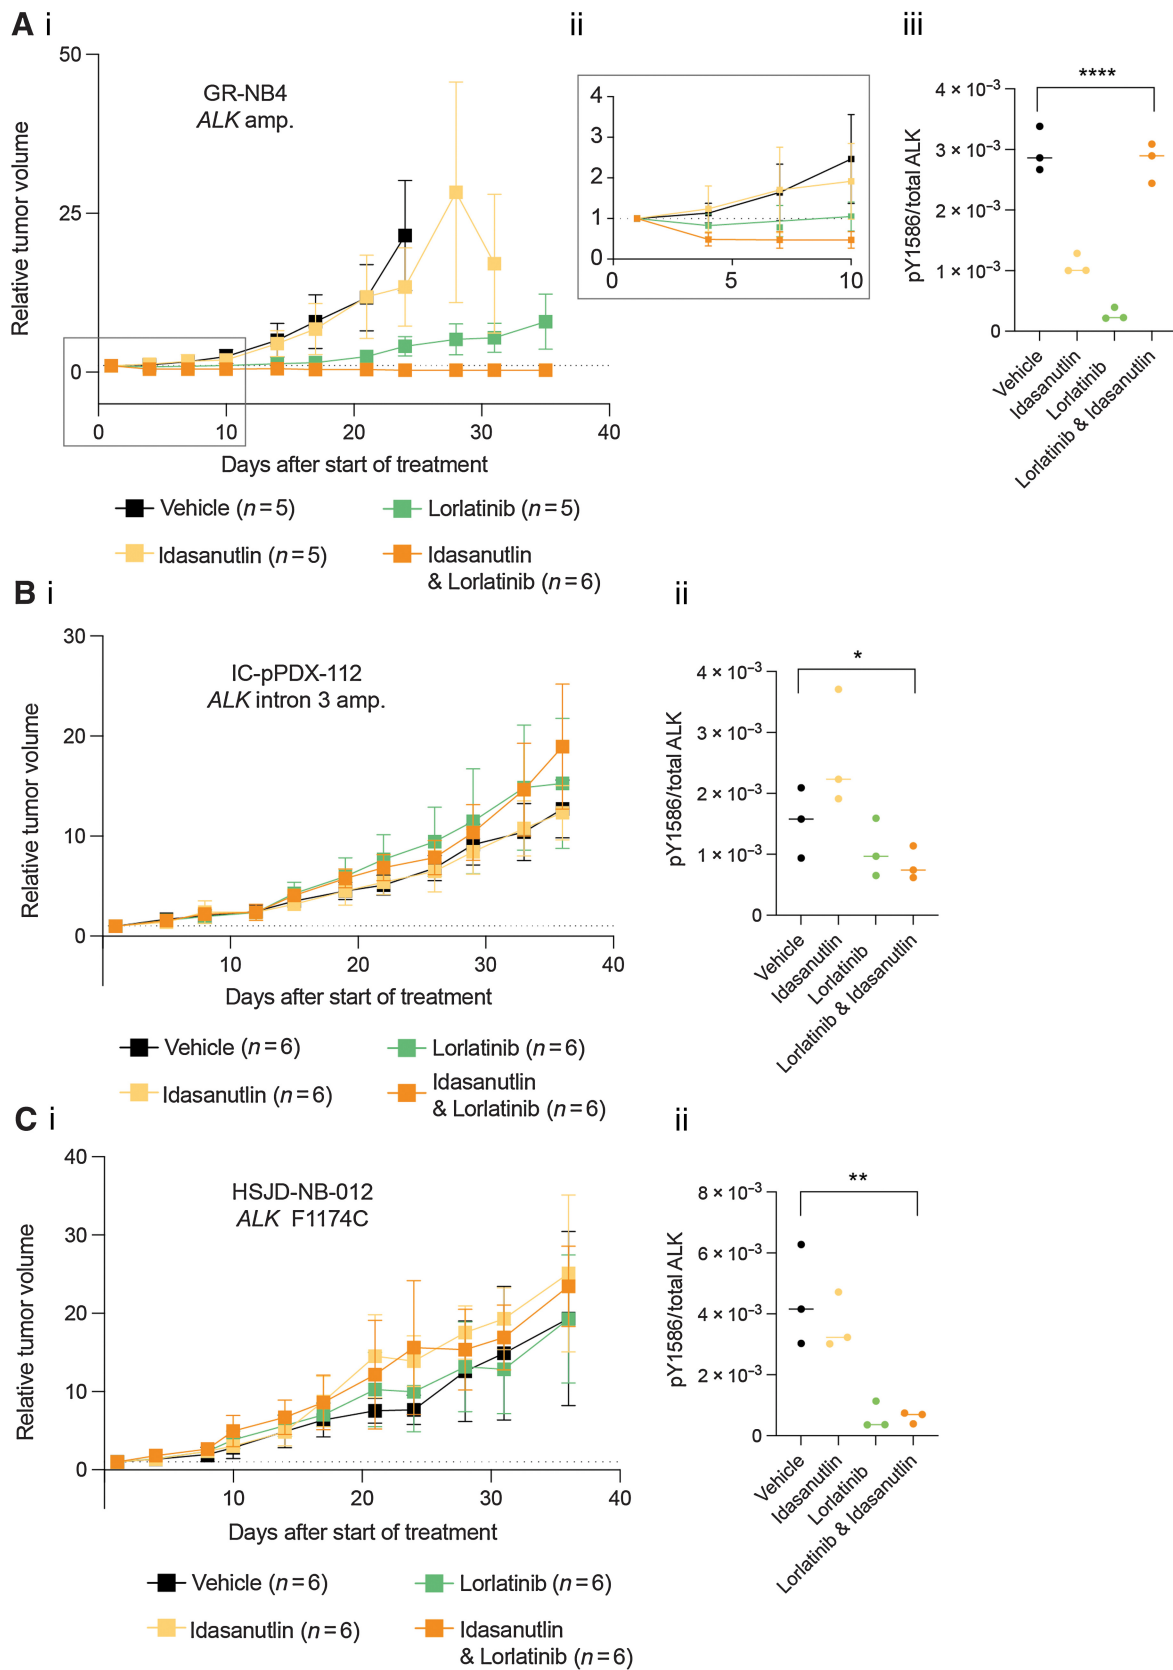 A i
ii
iii
50
25
0
Relative tumor volume
GR-NB4
ALK amp.
0
10
20
30
40
Days after start of treatment
4
3
2
1
0
0
5
10
****
4 × 10⁻³
3 × 10⁻³
2 × 10⁻³
1 × 10⁻³
0
pY1586/total ALK
Vehicle
Idasanutlin
Lorlatinib
Lorlatinib & Idasanutlin
Vehicle (n = 5)
Lorlatinib (n = 5)
Idasanutlin (n = 5)
Idasanutlin
& Lorlatinib (n = 6)
B i
ii
30
20
10
0
Relative tumor volume
IC-pPDX-112
ALK intron 3 amp.
10
20
30
40
Days after start of treatment
*
4 × 10⁻³
3 × 10⁻³
2 × 10⁻³
1 × 10⁻³
0
pY1586/total ALK
Vehicle
Idasanutlin
Lorlatinib
Lorlatinib & Idasanutlin
Vehicle (n = 6)
Lorlatinib (n = 6)
Idasanutlin (n = 6)
Idasanutlin
& Lorlatinib (n = 6)
C i
ii
40
30
20
10
0
Relative tumor volume
HSJD-NB-012
ALK F1174C
10
20
30
40
Days after start of treatment
**
8 × 10⁻³
6 × 10⁻³
4 × 10⁻³
2 × 10⁻³
0
pY1586/total ALK
Vehicle
Idasanutlin
Lorlatinib
Lorlatinib & Idasanutlin
Vehicle (n = 6)
Lorlatinib (n = 6)
Idasanutlin (n = 6)
Idasanutlin
& Lorlatinib (n = 6)